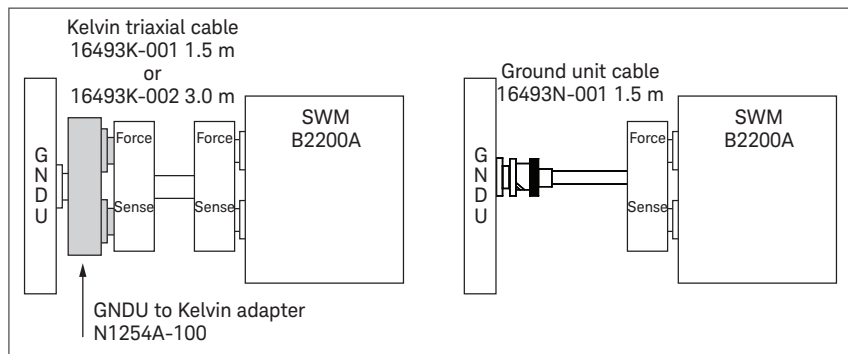 Kelvin triaxial cable
16493K-001 1.5 m
or
16493K-002 3.0 m
G
N
D
U
Force
Sense
Force
Sense
SWM
B2200A
GNDU to Kelvin adapter
N1254A-100
Ground unit cable
16493N-001 1.5 m
G
N
D
U
Force
Sense
SWM
B2200A